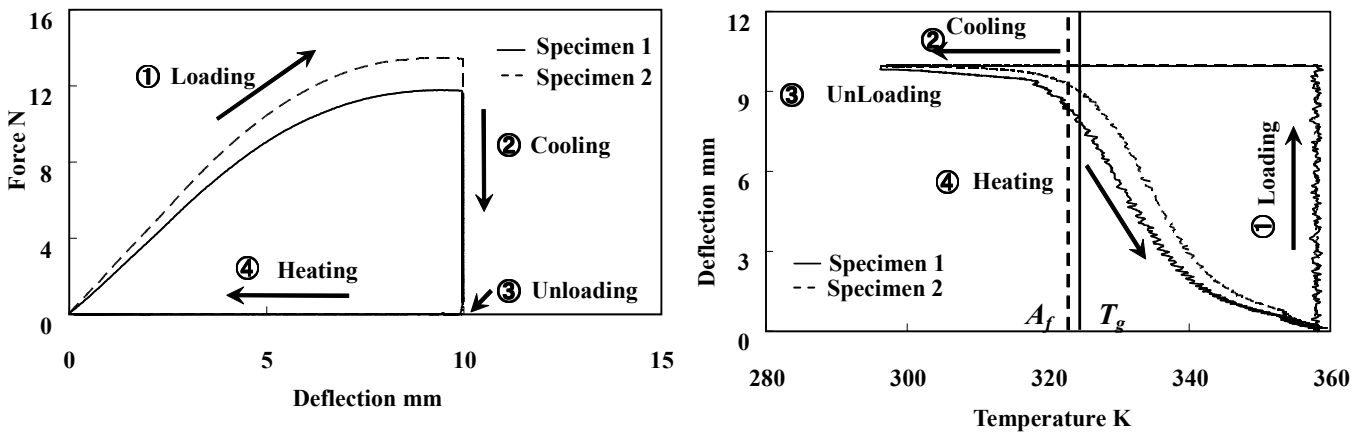 16
12
8
4
0
Force N
① Loading
Specimen 1
Specimen 2
② Cooling
④ Heating
③ Unloading
0 5 10 15
Deflection mm
12
9
6
3
0
Deflection mm
② Cooling
③ UnLoading
④ Heating
① Loading
Specimen 1
Specimen 2
A_f T_g
280 300 320 340 360
Temperature K